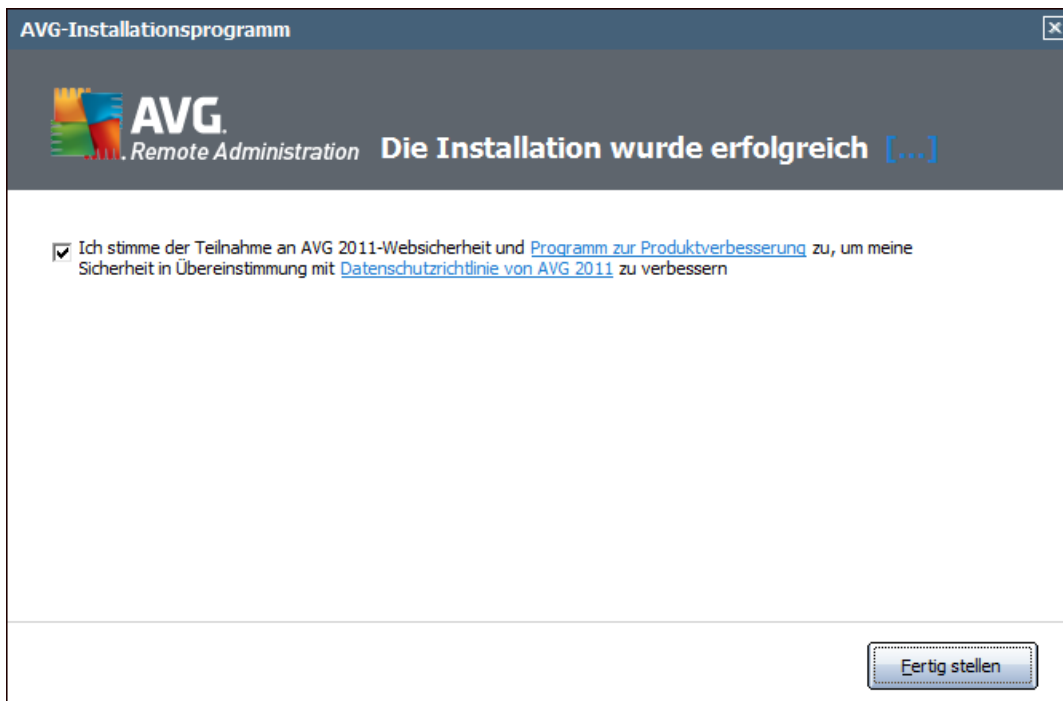 AVG-Installationsprogramm
AVG.
Remote Administration
Die Installation wurde erfolgreich [...]
Ich stimme der Teilnahme an AVG 2011-Websicherheit und Programm zur Produktverbesserung zu, um meine
Sicherheit in Übereinstimmung mit Datenschutzrichtlinie von AVG 2011 zu verbessern
Fertig stellen